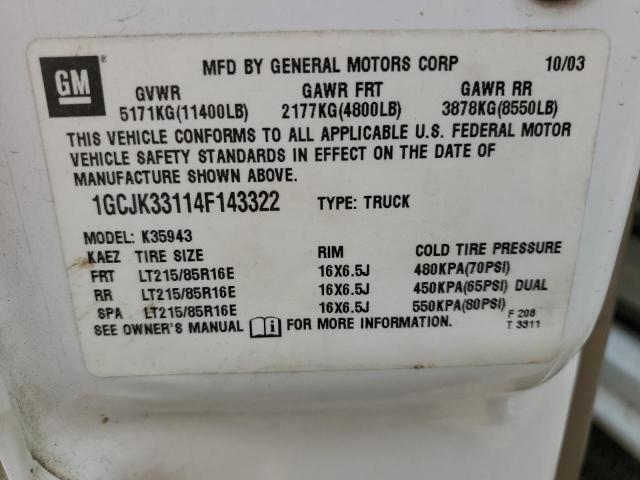 GM
MFD BY GENERAL MOTORS CORP 10/03
GVWR GAWR FRT GAWR RR
5171KG(11400LB) 2177KG(4800LB) 3878KG(8550LB)
THIS VEHICLE CONFORMS TO ALL APPLICABLE U.S. FEDERAL MOTOR
VEHICLE SAFETY STANDARDS IN EFFECT ON THE DATE OF
MANUFACTURE SHOWN ABOVE.
1GCJK33114F143322 TYPE: TRUCK
MODEL: K35943
KAEZ TIRE SIZE RIM COLD TIRE PRESSURE
FRT LT215/85R16E 16X6.5J 480KPA(70PSI)
RR LT215/85R16E 16X6.5J 450KPA(65PSI) DUAL
SPA LT215/85R16E 16X6.5J 550KPA(80PSI)
SEE OWNER'S MANUAL FOR MORE INFORMATION.
F 208
T 3311